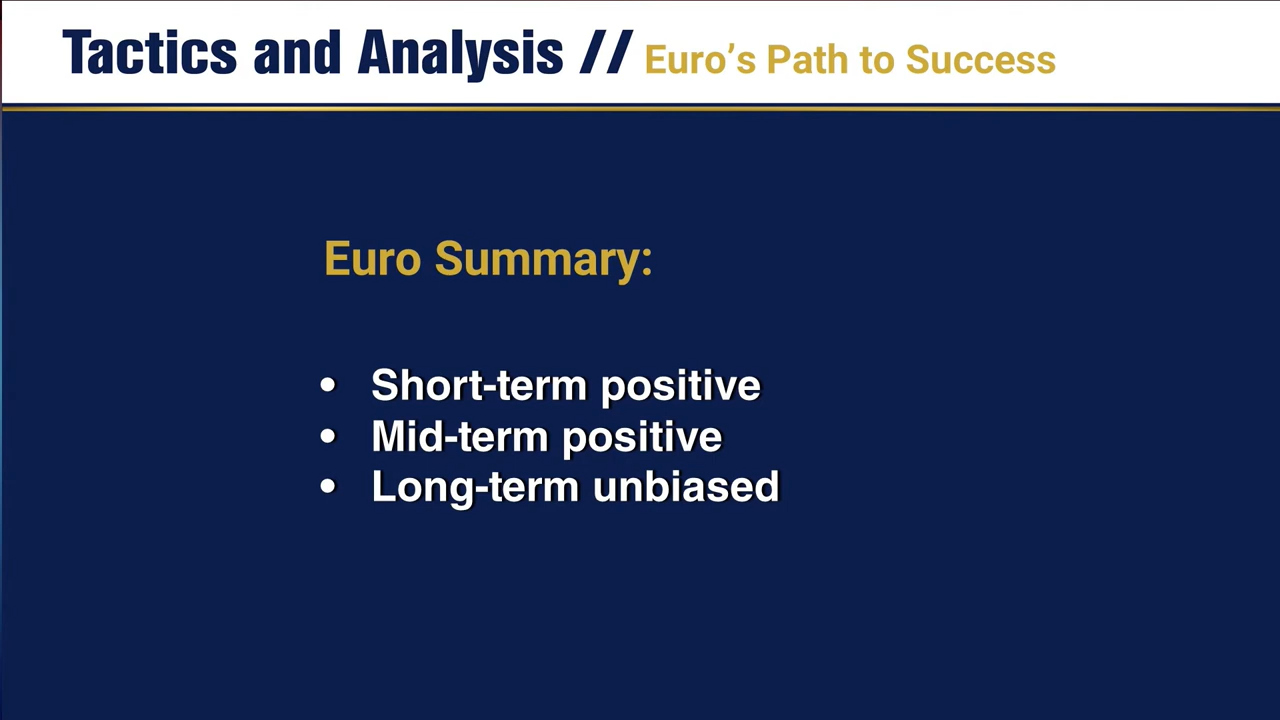 Tactics and Analysis // Euro’s Path to Success
Euro Summary:
• Short-term positive
• Mid-term positive
• Long-term unbiased